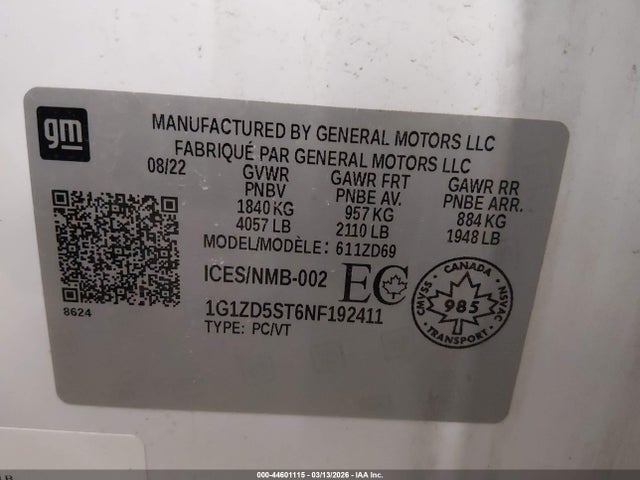 gm
MANUFACTURED BY GENERAL MOTORS LLC
FABRIQUÉ PAR GENERAL MOTORS LLC
08/22 GVWR GAWR FRT GAWR RR
PNBV PNBE AV. PNBE ARR.
1840 KG 957 KG 884 KG
4057 LB 2110 LB 1948 LB
MODEL/MODÈLE: 611ZD69
ICES/NMB-002 EC
8624
1G1ZD5ST6NF192411
TYPE: PC/VT
CANADA
CMVSS 985 NSVAC
TRANSPORT
000-44601115 - 03/13/2026 - IAA Inc.